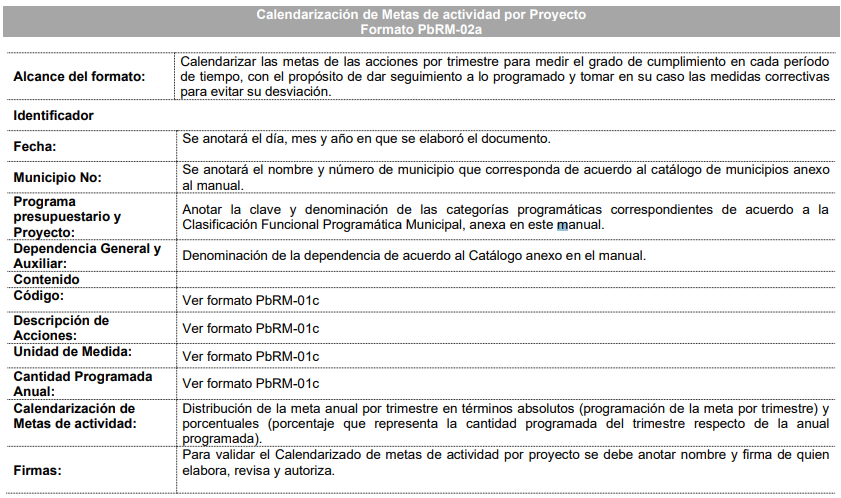 Calendarización de Metas de actividad por Proyecto
Formato PbRM-02a
Alcance del formato:
Calendarizar las metas de las acciones por trimestre para medir el grado de cumplimiento en cada período
de tiempo, con el propósito de dar seguimiento a lo programado y tomar en su caso las medidas correctivas
para evitar su desviación.
Identificador
Fecha:
Se anotará el día, mes y año en que se elaboró el documento.
Municipio No:
Se anotará el nombre y número de municipio que corresponda de acuerdo al catálogo de municipios anexo
al manual.
Programa
presupuestario y
Proyecto:
Anotar la clave y denominación de las categorías programáticas correspondientes de acuerdo a la
Clasificación Funcional Programática Municipal, anexa en este manual.
Dependencia General y
Auxiliar:
Denominación de la dependencia de acuerdo al Catálogo anexo en el manual.
Contenido
Código:
Ver formato PbRM-01c
Descripción de
Acciones:
Ver formato PbRM-01c
Unidad de Medida:
Ver formato PbRM-01c
Cantidad Programada
Anual:
Ver formato PbRM-01c
Calendarización de
Metas de actividad:
Distribución de la meta anual por trimestre en términos absolutos (programación de la meta por trimestre) y
porcentuales (porcentaje que representa la cantidad programada del trimestre respecto de la anual
programada).
Firmas:
Para validar el Calendarizado de metas de actividad por proyecto se debe anotar nombre y firma de quien
elabora, revisa y autoriza.